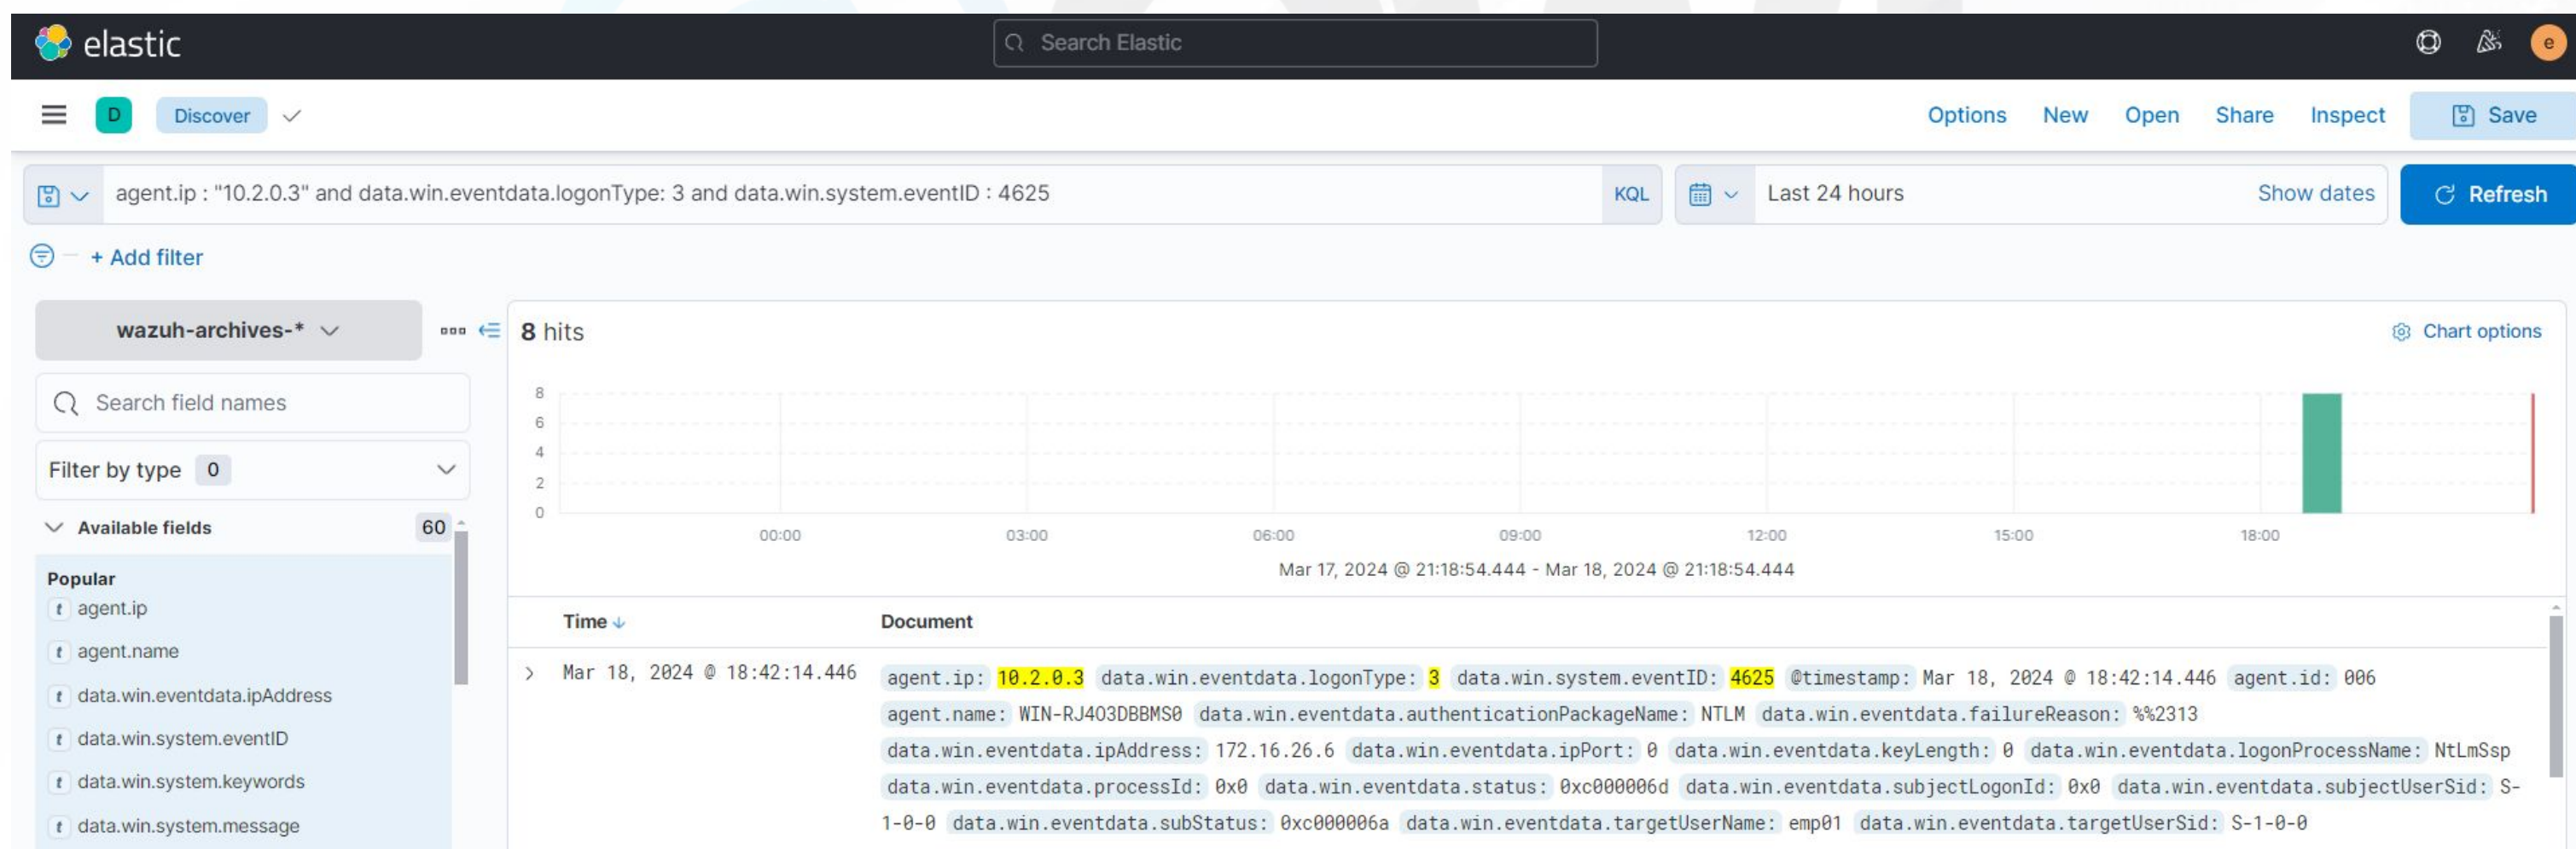 elastic
Search Elastic
e
D
Discover
Options New Open Share Inspect Save
agent.ip : "10.2.0.3" and data.win.eventdata.logonType: 3 and data.win.system.eventID : 4625
KQL
Last 24 hours
Show dates
Refresh
+ Add filter
wazuh-archives-*
Search field names
Filter by type 0
Available fields 60
Popular
t agent.ip
t agent.name
t data.win.eventdata.ipAddress
t data.win.system.eventID
t data.win.system.keywords
t data.win.system.message
8 hits
Chart options
8
6
4
2
0
00:00 03:00 06:00 09:00 12:00 15:00 18:00
Mar 17, 2024 @ 21:18:54.444 - Mar 18, 2024 @ 21:18:54.444
Time Document
Mar 18, 2024 @ 18:42:14.446
agent.ip: 10.2.0.3 data.win.eventdata.logonType: 3 data.win.system.eventID: 4625 @timestamp: Mar 18, 2024 @ 18:42:14.446 agent.id: 006
agent.name: WIN-RJ4O3DBBMS0 data.win.eventdata.authenticationPackageName: NTLM data.win.eventdata.failureReason: %%2313
data.win.eventdata.ipAddress: 172.16.26.6 data.win.eventdata.ipPort: 0 data.win.eventdata.keyLength: 0 data.win.eventdata.logonProcessName: NtLmSsp
data.win.eventdata.processId: 0x0 data.win.eventdata.status: 0xc000006d data.win.eventdata.subjectLogonId: 0x0 data.win.eventdata.subjectUserSid: S-
1-0-0 data.win.eventdata.subStatus: 0xc000006a data.win.eventdata.targetUserName: emp01 data.win.eventdata.targetUserSid: S-1-0-0